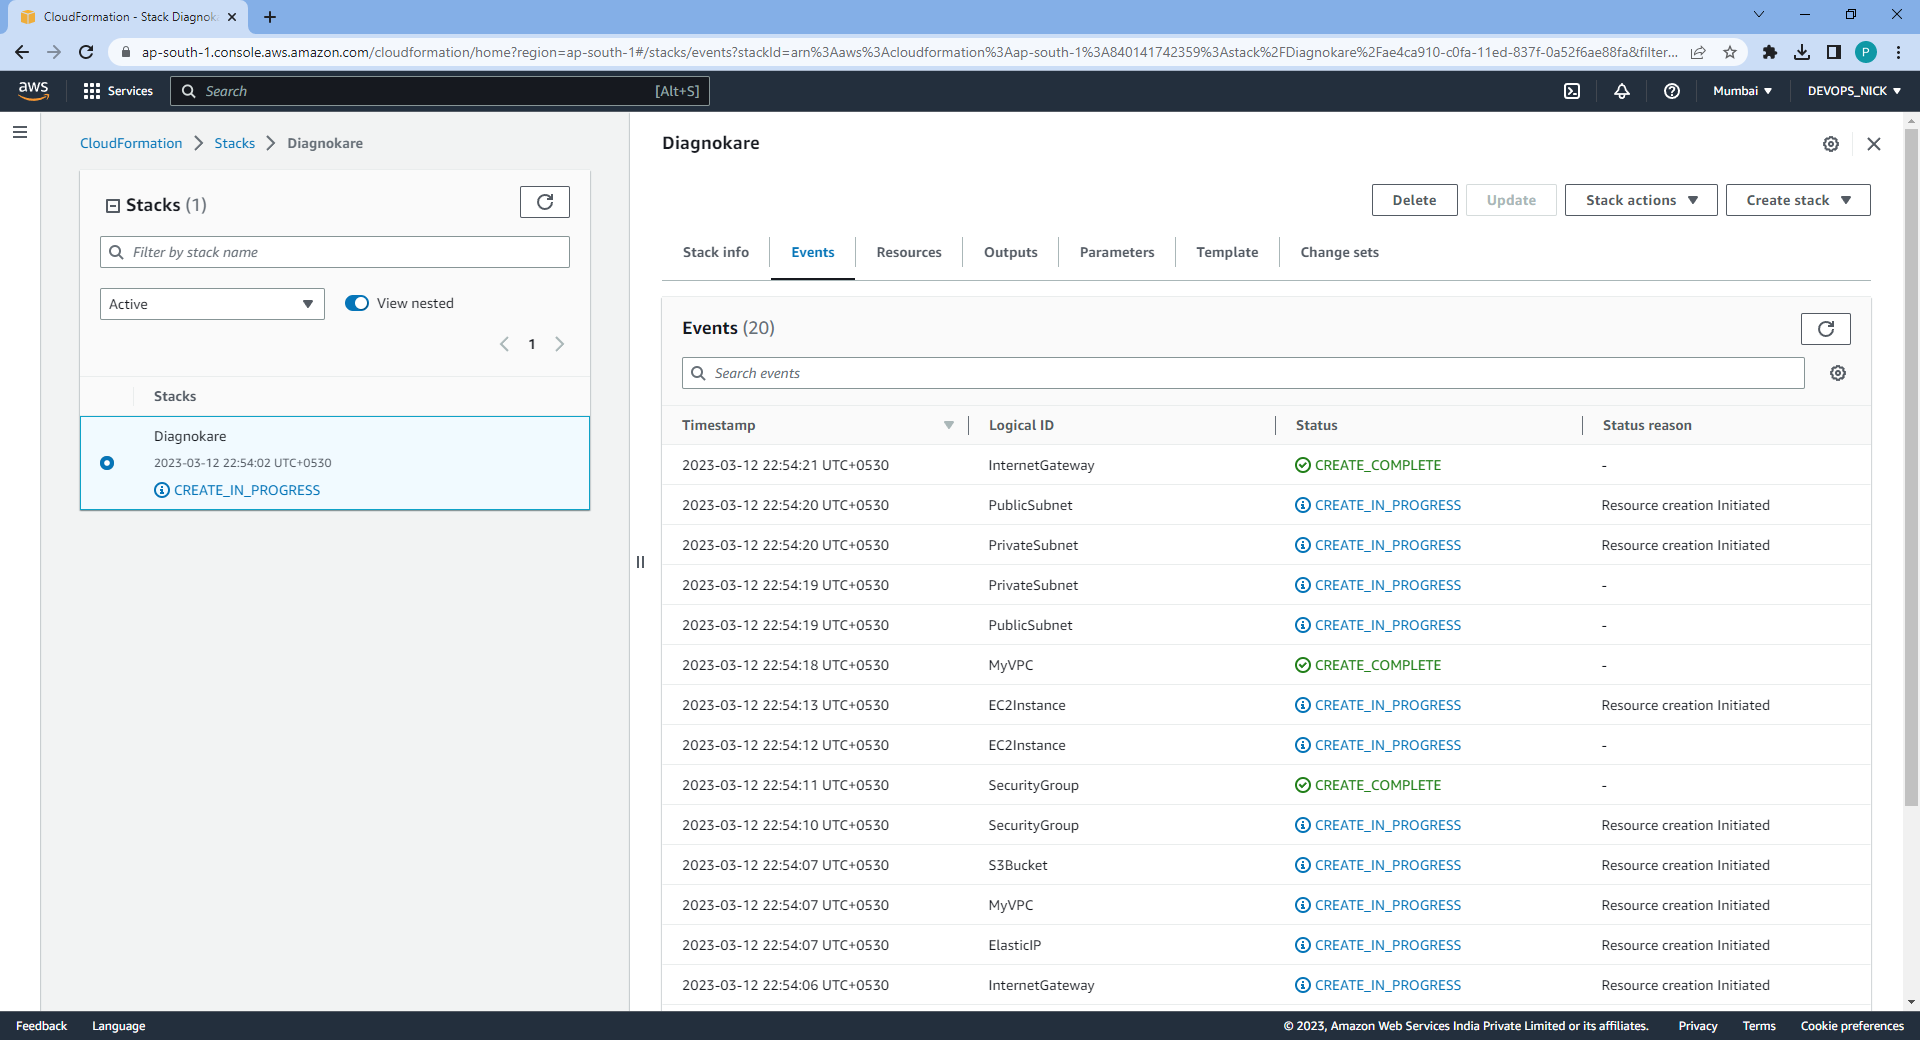 CloudFormation - Stack Diagnok
ap-south-1.console.aws.amazon.com/cloudformation/home?region=ap-south-1#/stacks/events?stackId=arn%3Aaws%3Acloudformation%3Aap-south-1%3A840141742359%3Astack%2FDiagnokare%2Fae4ca910-c0fa-11ed-837f-0a52f6ae88fa&filter...
P
aws
Services
Search
[Alt+S]
Mumbai
DEVOPS_NICK
CloudFormation
Stacks
Diagnokare
Stacks (1)
Filter by stack name
Active
View nested
1
Stacks
Diagnokare
2023-03-12 22:54:02 UTC+0530
CREATE_IN_PROGRESS
Diagnokare
Delete
Update
Stack actions
Create stack
Stack info
Events
Resources
Outputs
Parameters
Template
Change sets
Events (20)
Search events
Timestamp Logical ID Status Status reason
2023-03-12 22:54:21 UTC+0530 InternetGateway CREATE_COMPLETE -
2023-03-12 22:54:20 UTC+0530 PublicSubnet CREATE_IN_PROGRESS Resource creation Initiated
2023-03-12 22:54:20 UTC+0530 PrivateSubnet CREATE_IN_PROGRESS Resource creation Initiated
2023-03-12 22:54:19 UTC+0530 PrivateSubnet CREATE_IN_PROGRESS -
2023-03-12 22:54:19 UTC+0530 PublicSubnet CREATE_IN_PROGRESS -
2023-03-12 22:54:18 UTC+0530 MyVPC CREATE_COMPLETE -
2023-03-12 22:54:13 UTC+0530 EC2Instance CREATE_IN_PROGRESS Resource creation Initiated
2023-03-12 22:54:12 UTC+0530 EC2Instance CREATE_IN_PROGRESS -
2023-03-12 22:54:11 UTC+0530 SecurityGroup CREATE_COMPLETE -
2023-03-12 22:54:10 UTC+0530 SecurityGroup CREATE_IN_PROGRESS Resource creation Initiated
2023-03-12 22:54:07 UTC+0530 S3Bucket CREATE_IN_PROGRESS Resource creation Initiated
2023-03-12 22:54:07 UTC+0530 MyVPC CREATE_IN_PROGRESS Resource creation Initiated
2023-03-12 22:54:07 UTC+0530 ElasticIP CREATE_IN_PROGRESS Resource creation Initiated
2023-03-12 22:54:06 UTC+0530 InternetGateway CREATE_IN_PROGRESS Resource creation Initiated
Feedback
Language
© 2023, Amazon Web Services India Private Limited or its affiliates.
Privacy
Terms
Cookie preferences